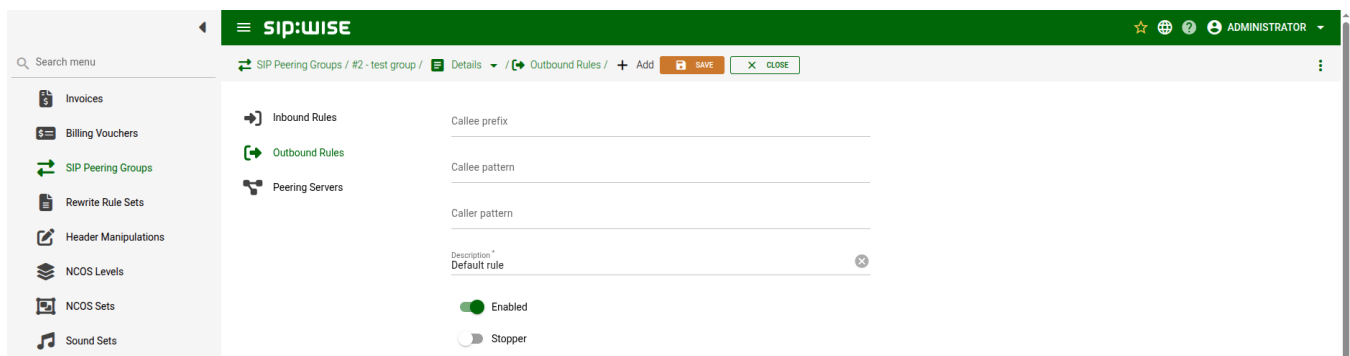 sip:wise
ADMINISTRATOR
Search menu
SIP Peering Groups / #2 - test group / Details / Outbound Rules / + Add SAVE CLOSE
Invoices
Billing Vouchers
SIP Peering Groups
Rewrite Rule Sets
Header Manipulations
NCOS Levels
NCOS Sets
Sound Sets
Inbound Rules
Outbound Rules
Peering Servers
Callee prefix
Callee pattern
Caller pattern
Description *
Default rule
Enabled
Stopper